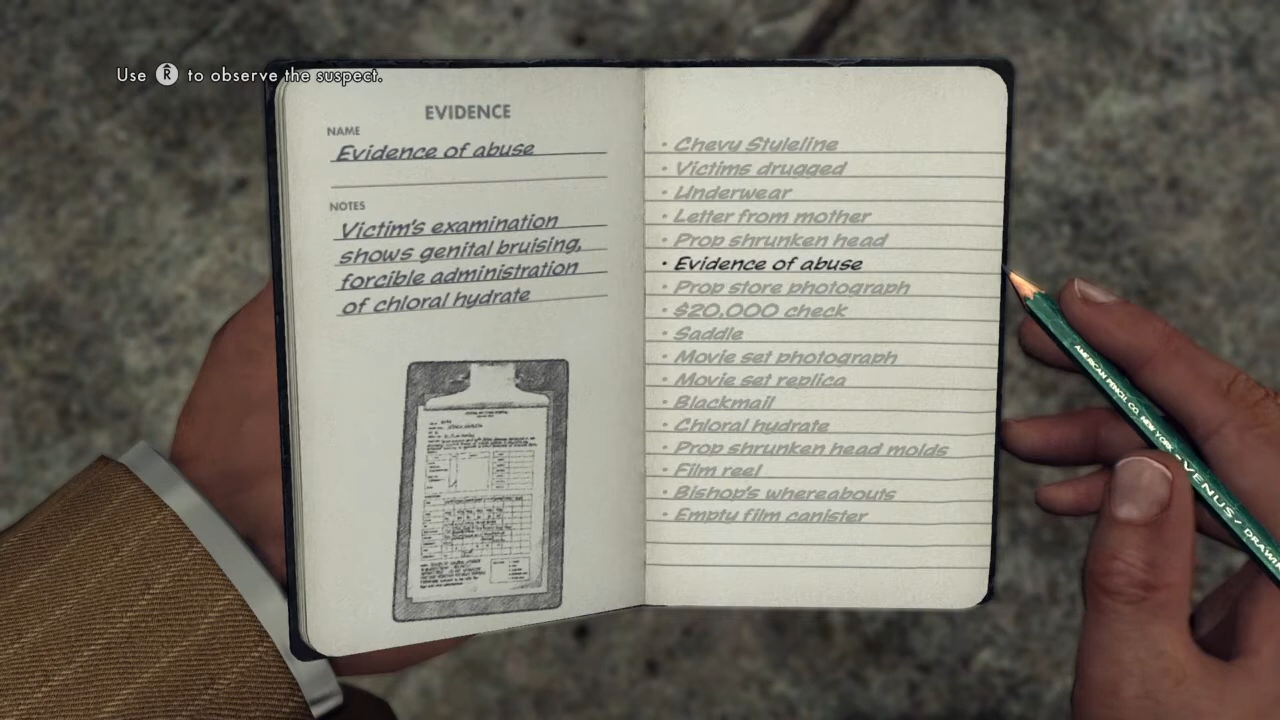 Use R to observe the suspect.
EVIDENCE
NAME
Evidence of abuse
NOTES
Victim's examination
shows genital bruising,
forcible administration
of chloral hydrate
• Chevy Styleline
• Victims drugged
• Underwear
• Letter from mother
• Prop shrunken head
• Evidence of abuse
• Prop store photograph
• $20,000 check
• Saddle
• Movie set photograph
• Movie set replica
• Blackmail
• Chloral hydrate
• Prop shrunken head molds
• Film reel
• Bishop's whereabouts
• Empty film canister
AMERICAN PENCIL CO. NEW YORK - VENUS / DRAW